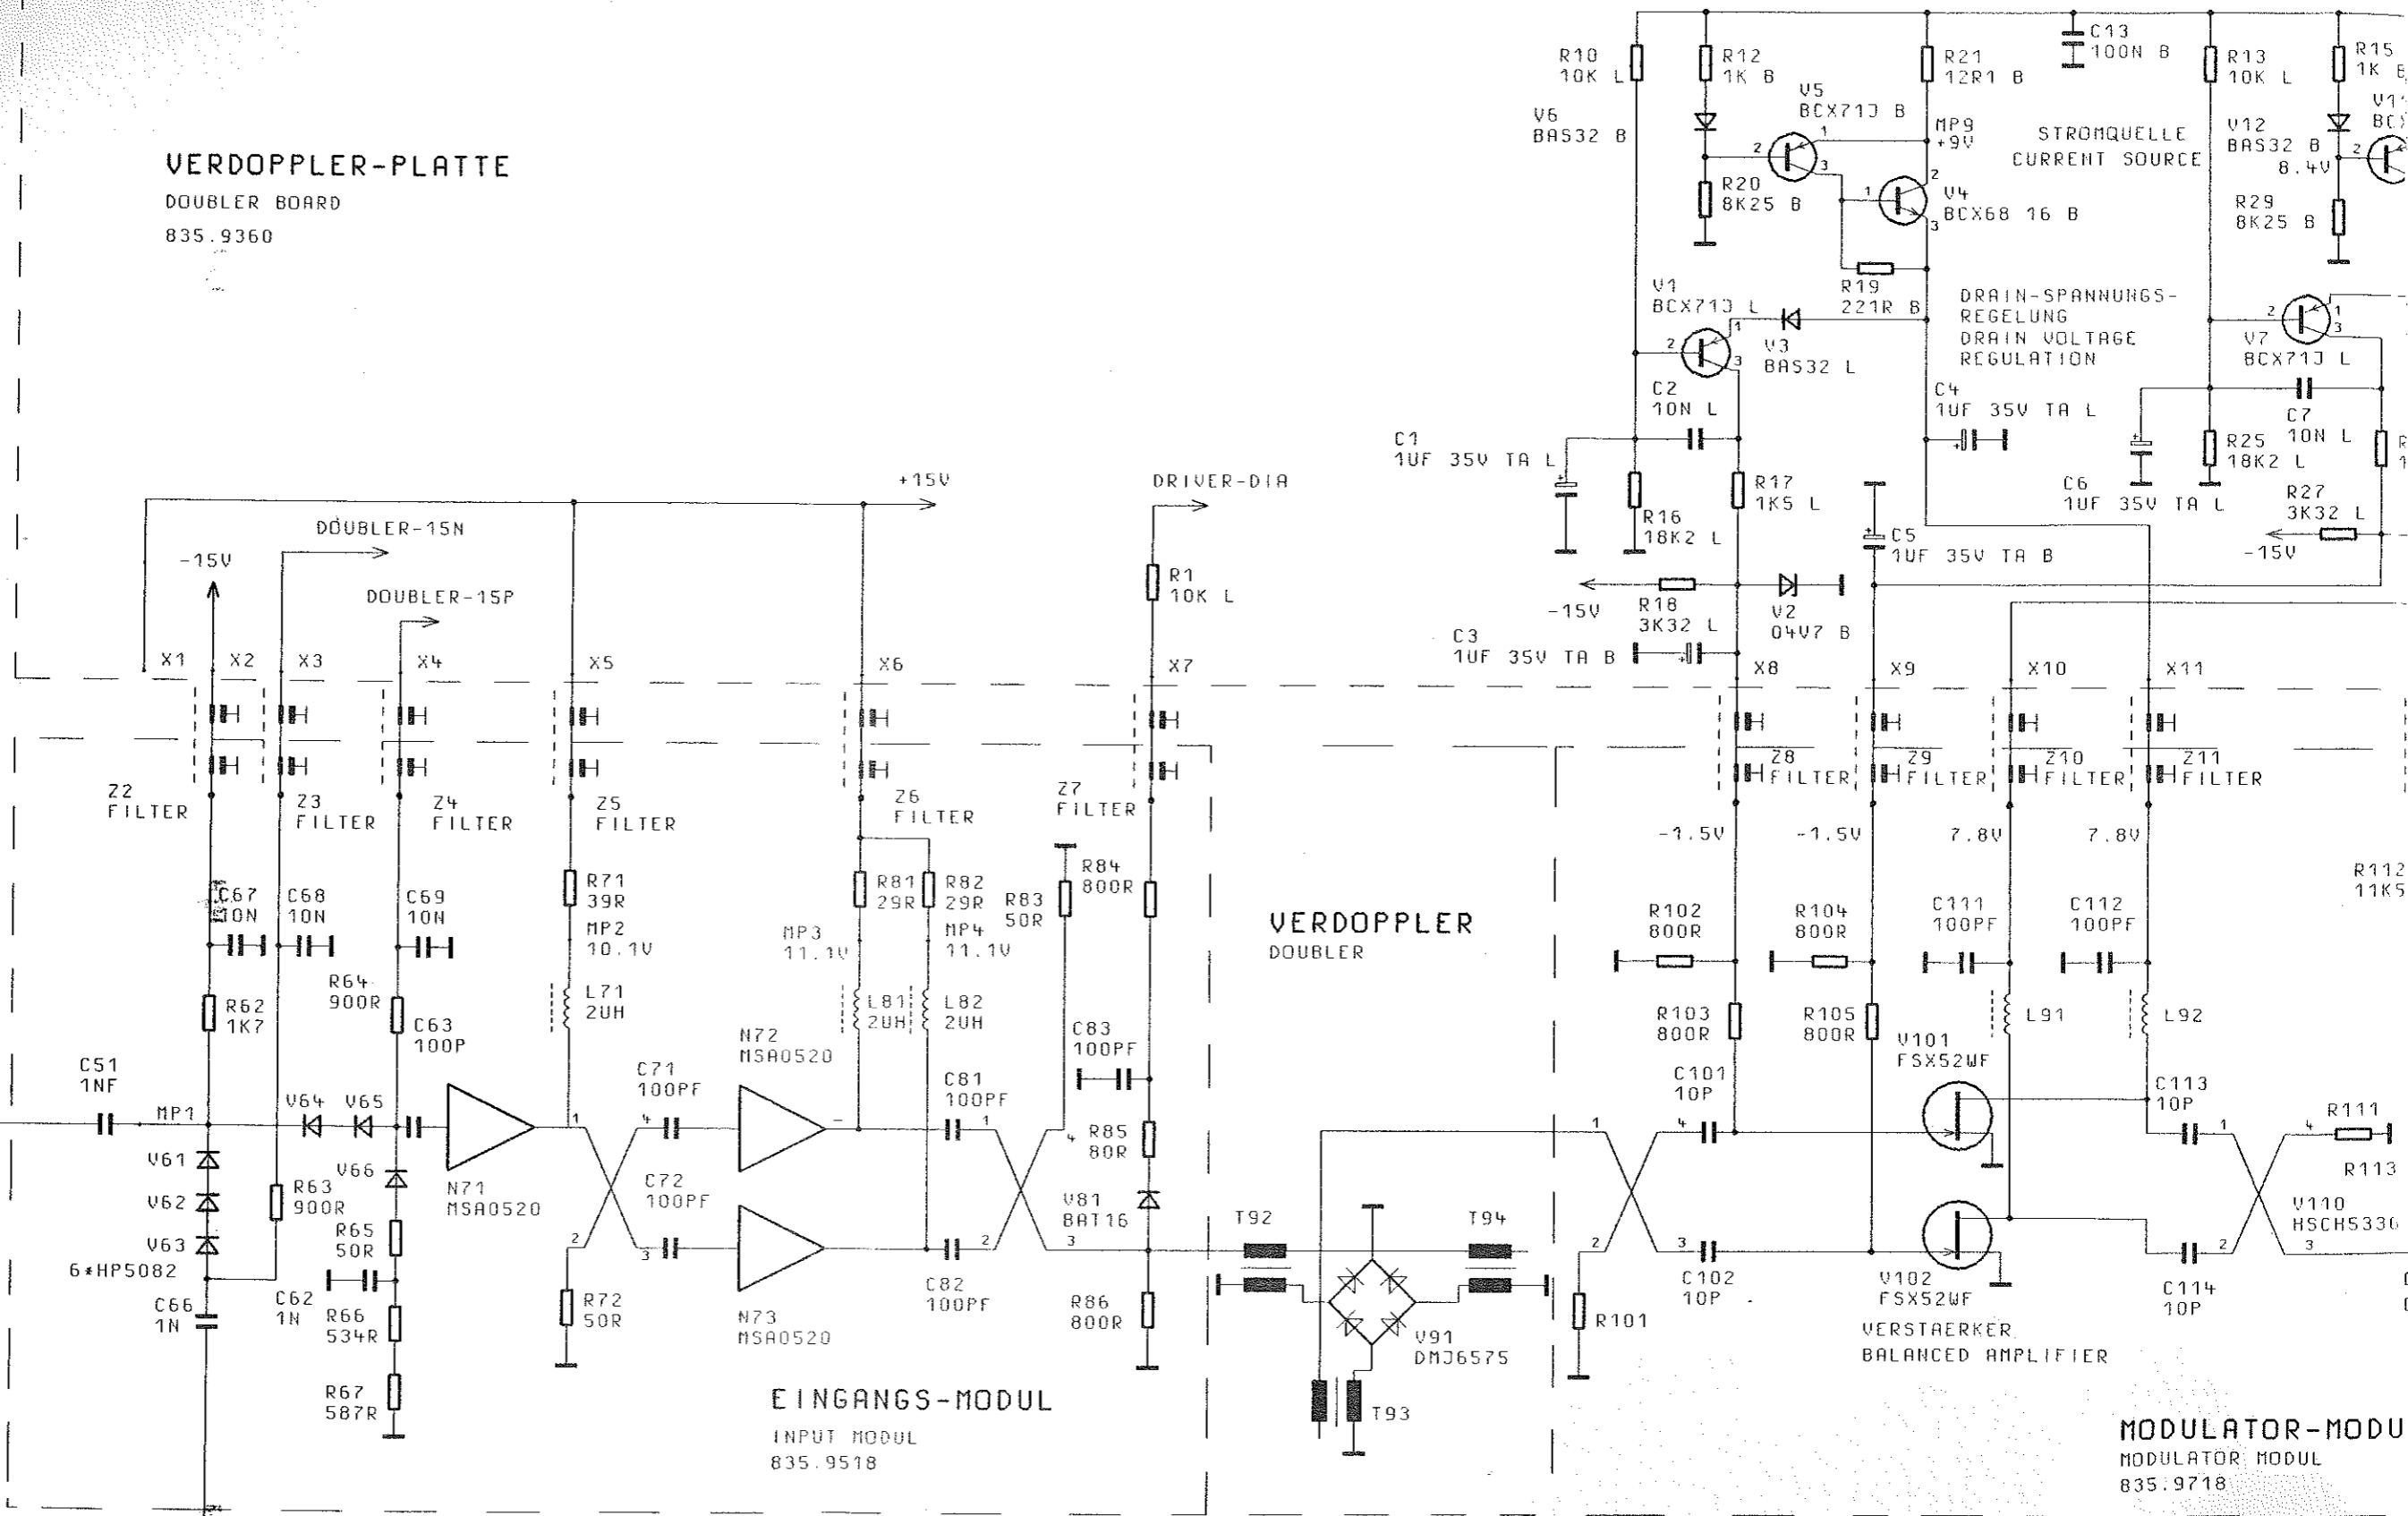 VERDOPPLER-PLATTE
DOUBLER BOARD
835.9360
R10
10K L
R12
1K B
V6
BAS32 B
V5
BCX71J B
R21
12R1 B
MP9
+9V
C13
100N B
R13
10K L
R15
1K B
STROMQUELLE
CURRENT SOURCE
V12
BAS32 B
8.4V
R20
8K25 B
V4
BCX68 16 B
R29
8K25 B
R19
221R B
V1
BCX71J L
V3
BAS32 L
DRAIN-SPANNUNGS-
REGELUNG
DRAIN VOLTAGE
REGULATION
V7
BCX71J L
C2
10N L
C4
1UF 35V TA L
C7
10N L
C1
1UF 35V TA L
R17
1K5 L
R16
18K2 L
R25
18K2 L
C6
1UF 35V TA L
R27
3K32 L
-15V
C5
1UF 35V TA B
-15V
R18
3K32 L
V2
04V7 B
C3
1UF 35V TA B
+15V
DRIVER-DIA
DOUBLER-15N
-15V
DOUBLER-15P
R1
10K L
X1
X2
X3
X4
X5
X6
X7
X8
X9
X10
X11
Z2
FILTER
Z3
FILTER
Z4
FILTER
Z5
FILTER
Z6
FILTER
Z7
FILTER
Z8
FILTER
Z9
FILTER
Z10
FILTER
Z11
FILTER
-1.5V
-1.5V
7.8V
7.8V
C67
10N
C68
10N
C69
10N
R71
39R
MP2
10.1V
R81
29R
R82
29R
MP3
11.1V
MP4
11.1V
R83
50R
R84
800R
VERDOPPLER
DOUBLER
R102
800R
R104
800R
C111
100PF
C112
100PF
R112
11K5
R62
1K7
R64
900R
C63
100P
L71
2UH
L81
2UH
L82
2UH
C83
100PF
R103
800R
R105
800R
L91
L92
C51
1NF
MP1
V64
V65
N72
MSA0520
C71
100PF
C81
100PF
C101
10P
V101
FSX52WF
C113
10P
R111
R113
V61
V62
V63
6*HP5082
V66
R63
900R
R65
50R
N71
MSA0520
C72
100PF
R85
80R
V81
BAT16
T92
T94
V110
HSCH5336
C66
1N
C62
1N
R66
534R
R67
587R
R72
50R
N73
MSA0520
C82
100PF
R86
800R
V91
DMJ6575
T93
R101
C102
10P
V102
FSX52WF
C114
10P
VERSTAERKER
BALANCED AMPLIFIER
EINGANGS-MODUL
INPUT MODUL
835.9518
MODULATOR-MODU
MODULATOR MODUL
835.9718